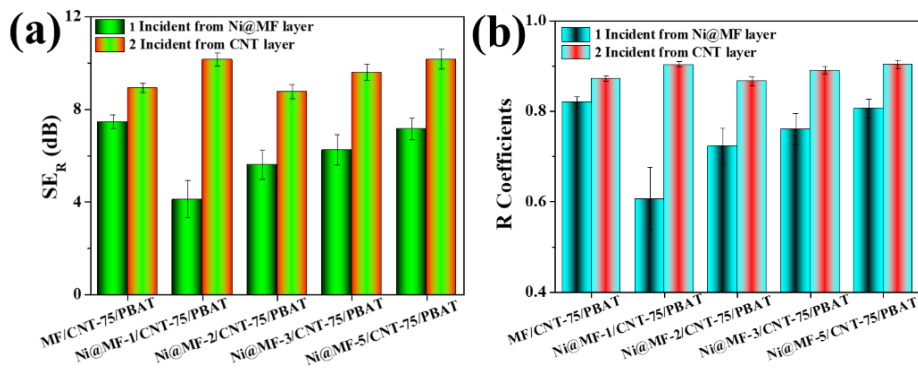 (a)
1 Incident from Ni@MF layer
2 Incident from CNT layer
SE_R (dB)
12
9
6
3
0
MF/CNT-75/PBAT
Ni@MF-1/CNT-75/PBAT
Ni@MF-2/CNT-75/PBAT
Ni@MF-3/CNT-75/PBAT
Ni@MF-5/CNT-75/PBAT
(b)
1 Incident from Ni@MF layer
2 Incident from CNT layer
R Coefficients
1.0
0.8
0.6
0.4
MF/CNT-75/PBAT
Ni@MF-1/CNT-75/PBAT
Ni@MF-2/CNT-75/PBAT
Ni@MF-3/CNT-75/PBAT
Ni@MF-5/CNT-75/PBAT